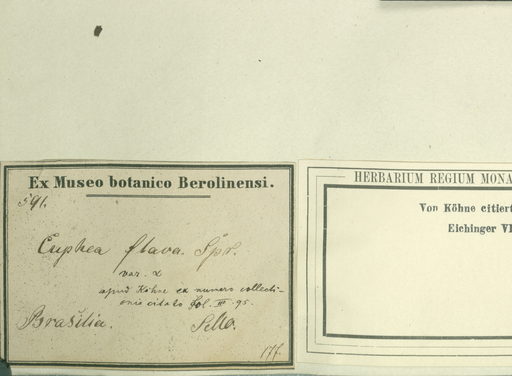 Ex Museo botanico Berolinensi.
591.
Cuphea flava Spr.
var. α
apud Köhne ex numero collecti-
onis citato Sol. III. 95.
Brasilia. Sello.
177.
HERBARIUM REGIUM MONA
Von Köhne citiert
Eichinger VI